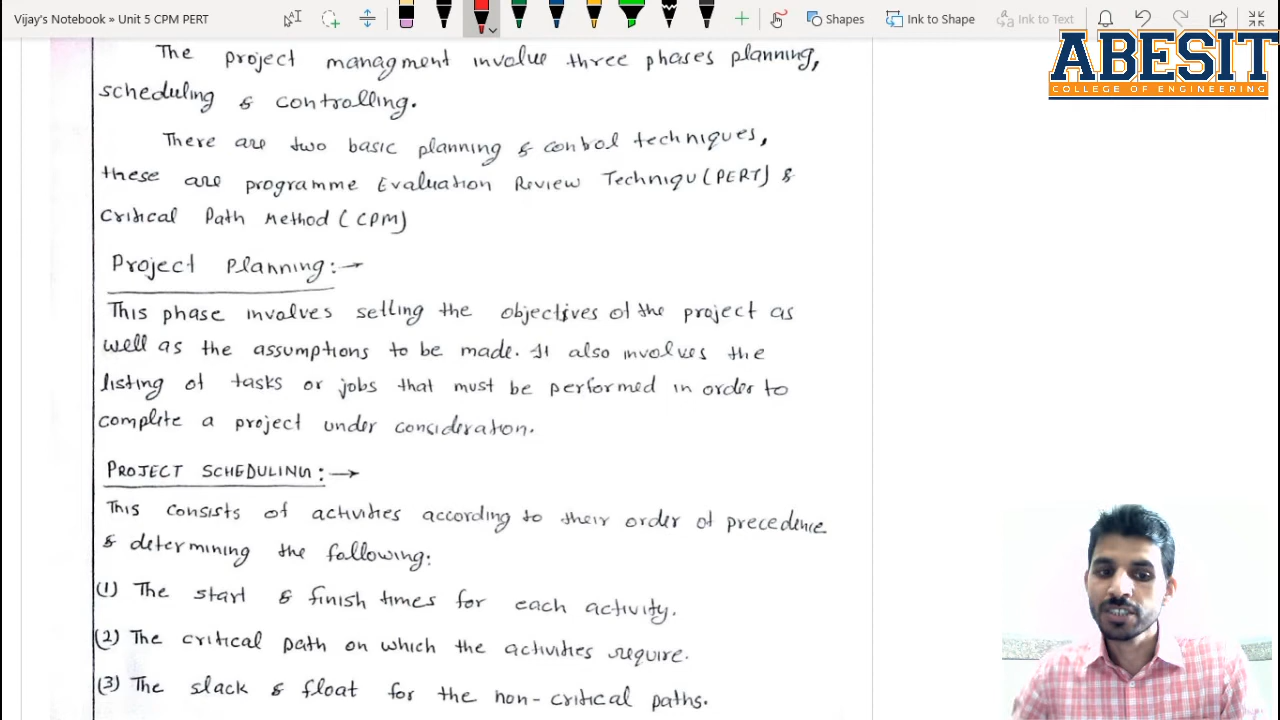 Vijay's Notebook » Unit 5 CPM PERT
Shapes
Ink to Shape
Ink to Text
ABESIT
COLLEGE OF ENGINEERING
The project managment involve three phases planning,
scheduling & controlling.
There are two basic planning & control techniques,
these are programme Evaluation Review Techniqu (PERT) &
Critical Path Method (CPM)
Project Planning:→
This phase involves setting the objectives of the project as
well as the assumptions to be made. It also involves the
listing of tasks or jobs that must be performed in order to
complete a project under consideration.
PROJECT SCHEDULING:→
This consists of activities according to their order of precedence
& determining the following:
(1) The start & finish times for each activity.
(2) The critical path on which the activities require.
(3) The slack & float for the non-critical paths.